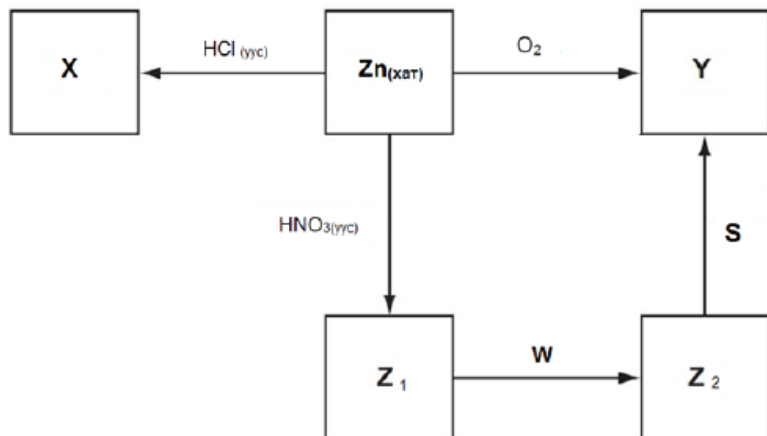 HCl (уус)
O₂
X
Zn(хат)
Y
HNO₃(уус)
S
W
Z ₁
Z ₂